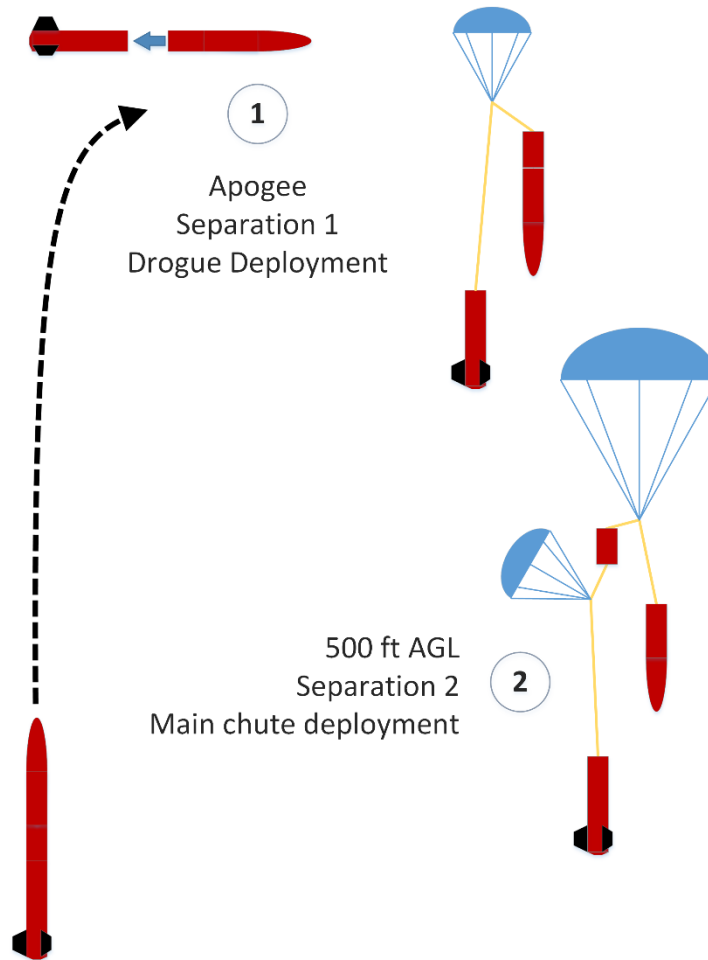 1
Apogee
Separation 1
Drogue Deployment
500 ft AGL
Separation 2
Main chute deployment
2